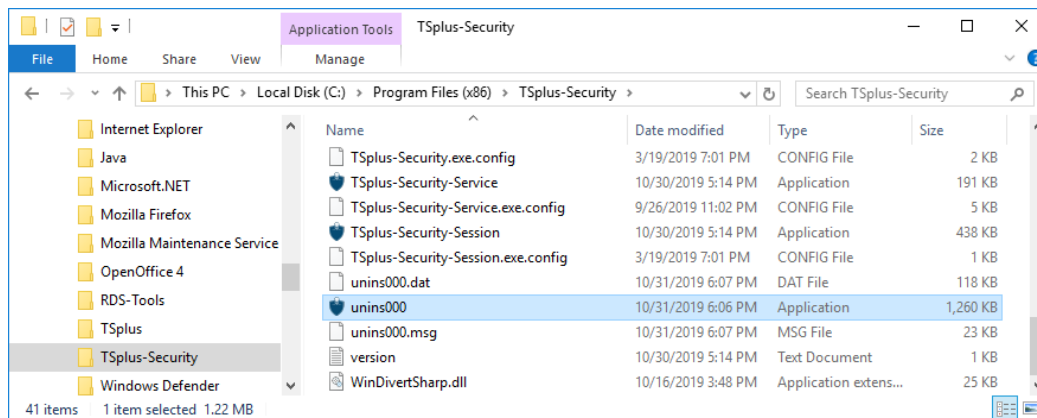 Application Tools TSplus-Security
File Home Share View Manage
This PC Local Disk (C:) Program Files (x86) TSplus-Security Search TSplus-Security
Internet Explorer
Java
Microsoft.NET
Mozilla Firefox
Mozilla Maintenance Service
OpenOffice 4
RDS-Tools
TSplus
TSplus-Security
Windows Defender
Name Date modified Type Size
TSplus-Security.exe.config 3/19/2019 7:01 PM CONFIG File 2 KB
TSplus-Security-Service 10/30/2019 5:14 PM Application 191 KB
TSplus-Security-Service.exe.config 9/26/2019 11:02 PM CONFIG File 5 KB
TSplus-Security-Session 10/30/2019 5:14 PM Application 438 KB
TSplus-Security-Session.exe.config 3/19/2019 7:01 PM CONFIG File 1 KB
unins000.dat 10/31/2019 6:07 PM DAT File 118 KB
unins000 10/31/2019 6:06 PM Application 1,260 KB
unins000.msg 10/31/2019 6:07 PM MSG File 23 KB
version 10/30/2019 5:14 PM Text Document 1 KB
WinDivertSharp.dll 10/16/2019 3:48 PM Application extens... 25 KB
41 items 1 item selected 1.22 MB